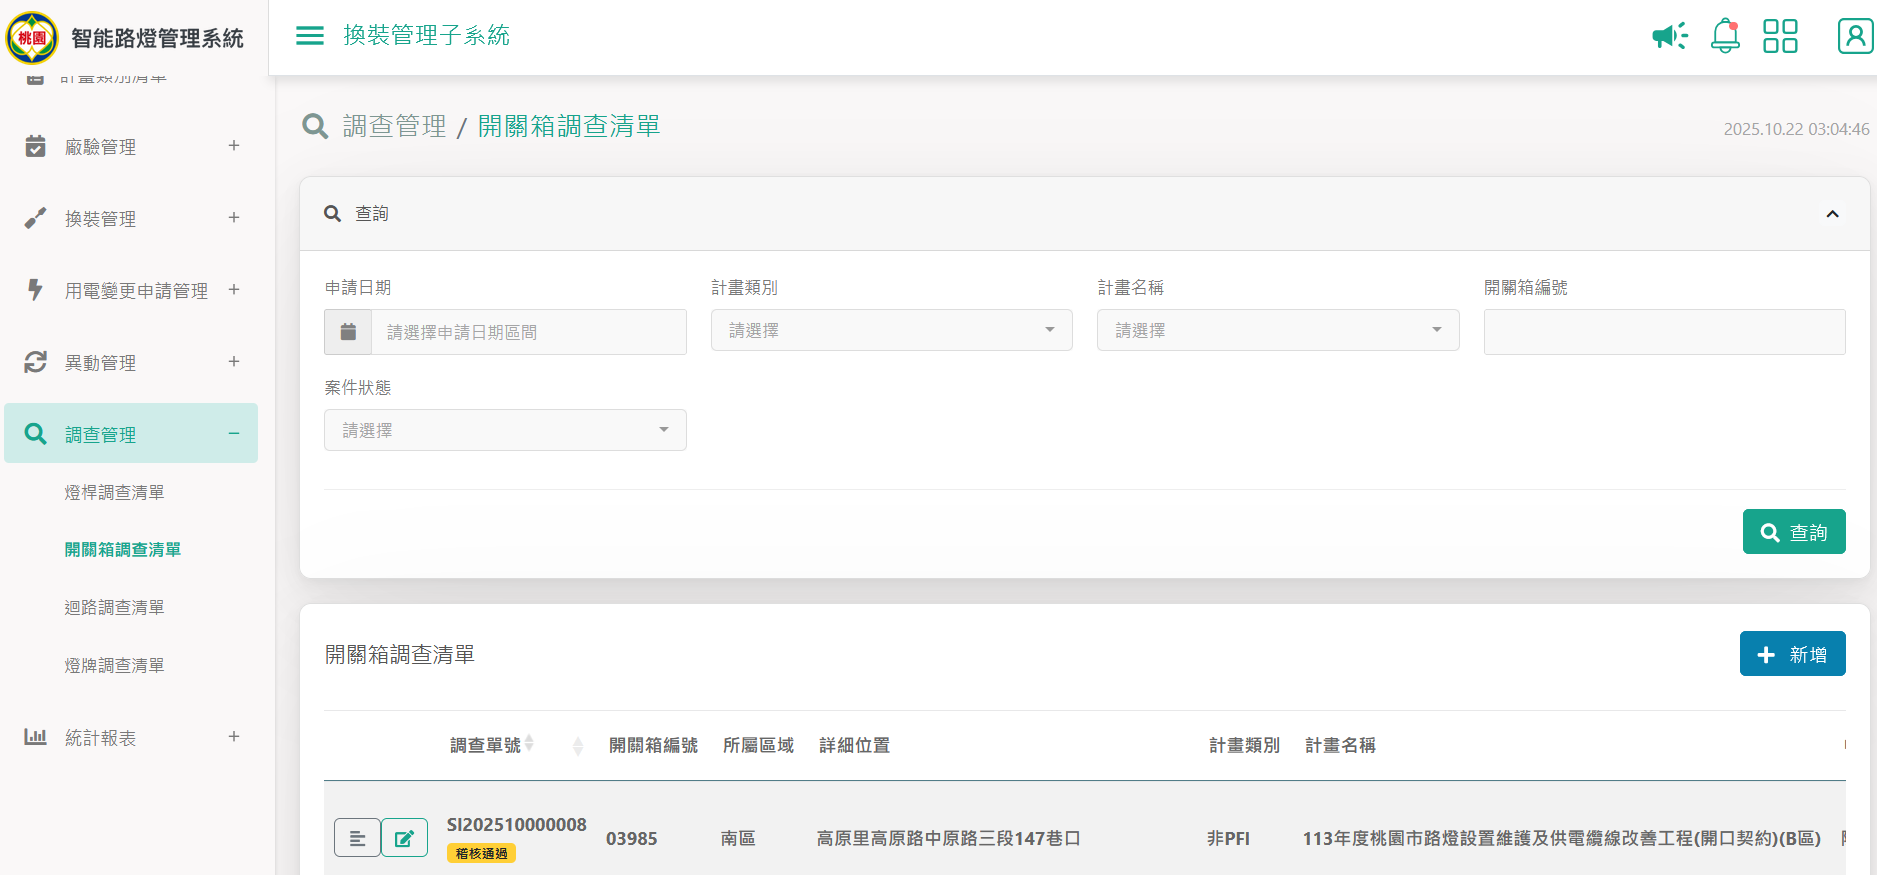 桃園
智能路燈管理系統
換裝管理子系統
計畫類別清單
廠驗管理 +
換裝管理 +
用電變更申請管理 +
異動管理 +
調查管理 −
燈桿調查清單
開關箱調查清單
迴路調查清單
燈牌調查清單
統計報表 +
調查管理 / 開關箱調查清單
2025.10.22 03:04:46
查詢
申請日期 計畫類別 計畫名稱 開關箱編號
請選擇申請日期區間 請選擇 請選擇
案件狀態
請選擇
查詢
開關箱調查清單
新增
調查單號 開關箱編號 所屬區域 詳細位置 計畫類別 計畫名稱
SI202510000008 03985 南區 高原里高原路中原路三段147巷口 非PFI 113年度桃園市路燈設置維護及供電纜線改善工程(開口契約)(B區)
稽核通過